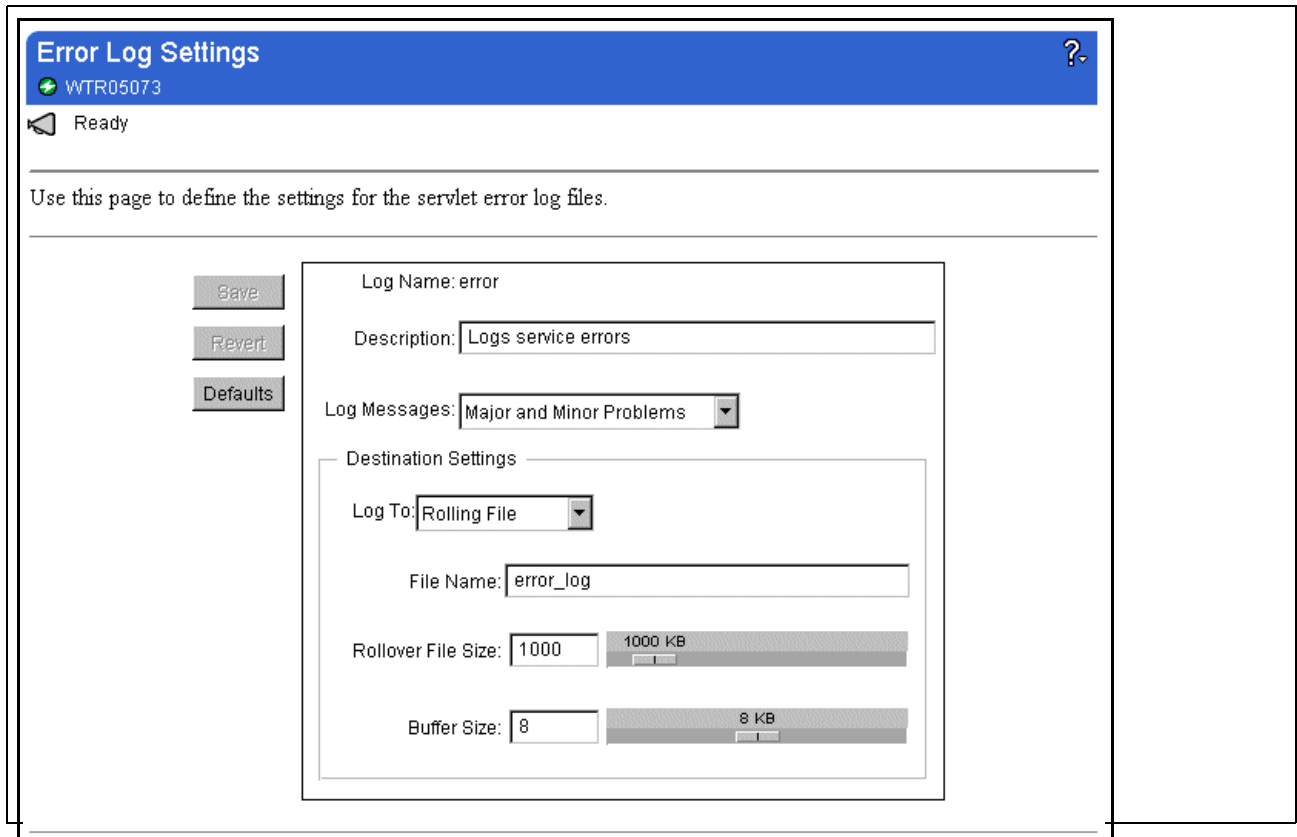 Error Log Settings
?
WTR05073
Ready
Use this page to define the settings for the servlet error log files.
Save
Log Name: error
Revert
Description: Logs service errors
Defaults
Log Messages: Major and Minor Problems
Destination Settings
Log To: Rolling File
File Name: error_log
Rollover File Size: 1000 1000 KB
Buffer Size: 8 8 KB